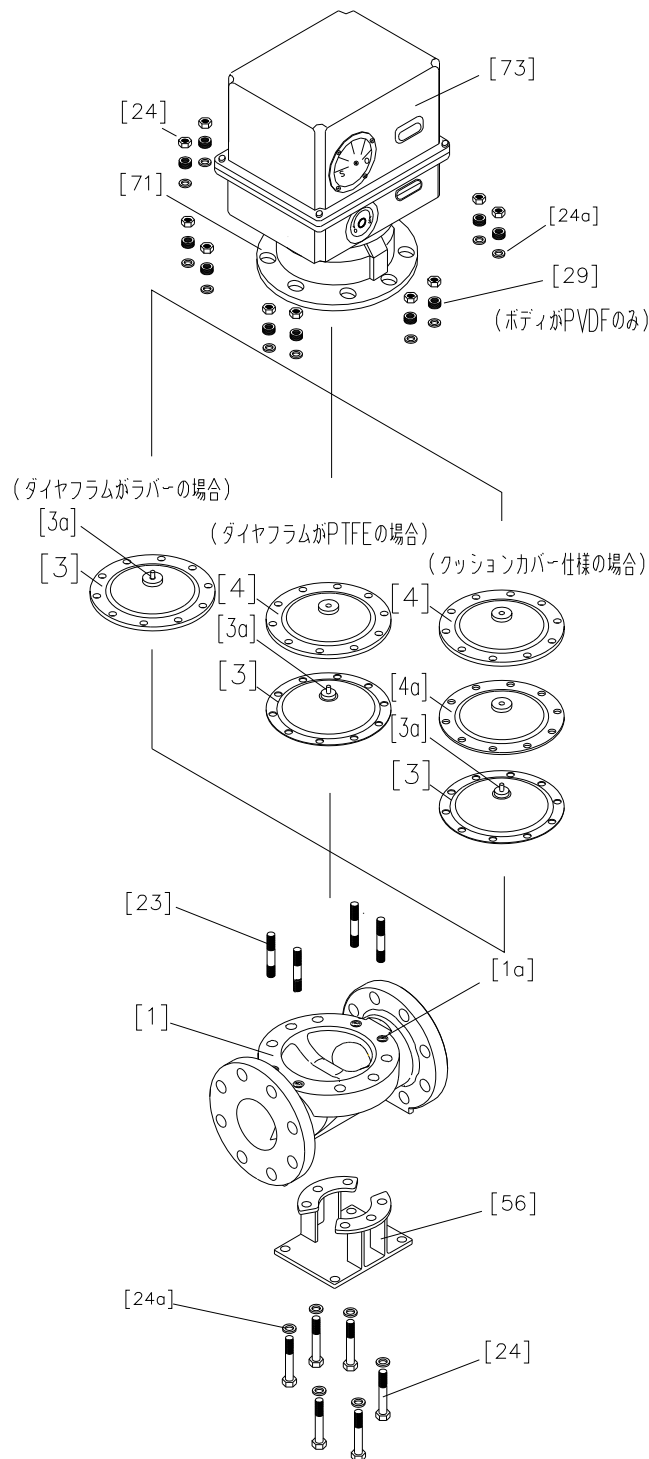 [73]
[24]
[71]
[24a]
[29]
(ボディがPVDFのみ)
(ダイヤフラムがラバーの場合)
[3a]
[3]
(ダイヤフラムがPTFEの場合)
[4]
[3a]
[3]
(クッションカバー仕様の場合)
[4]
[4a]
[3a]
[3]
[23]
[1a]
[1]
[56]
[24a]
[24]
S
O